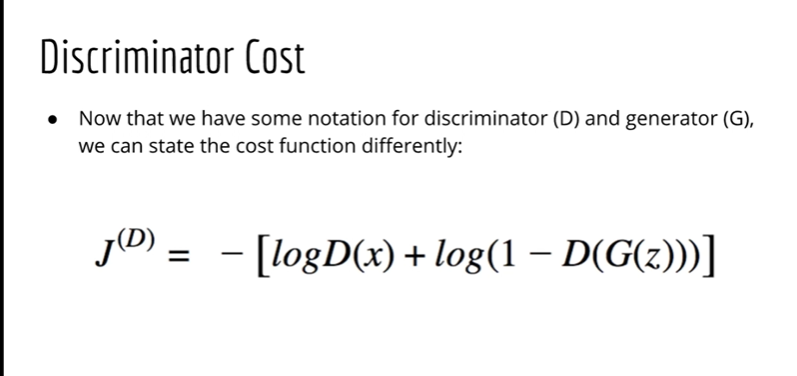 Discriminator Cost
● Now that we have some notation for discriminator (D) and generator (G),
we can state the cost function differently:
J^(D) = − [logD(x) + log(1 − D(G(z)))]